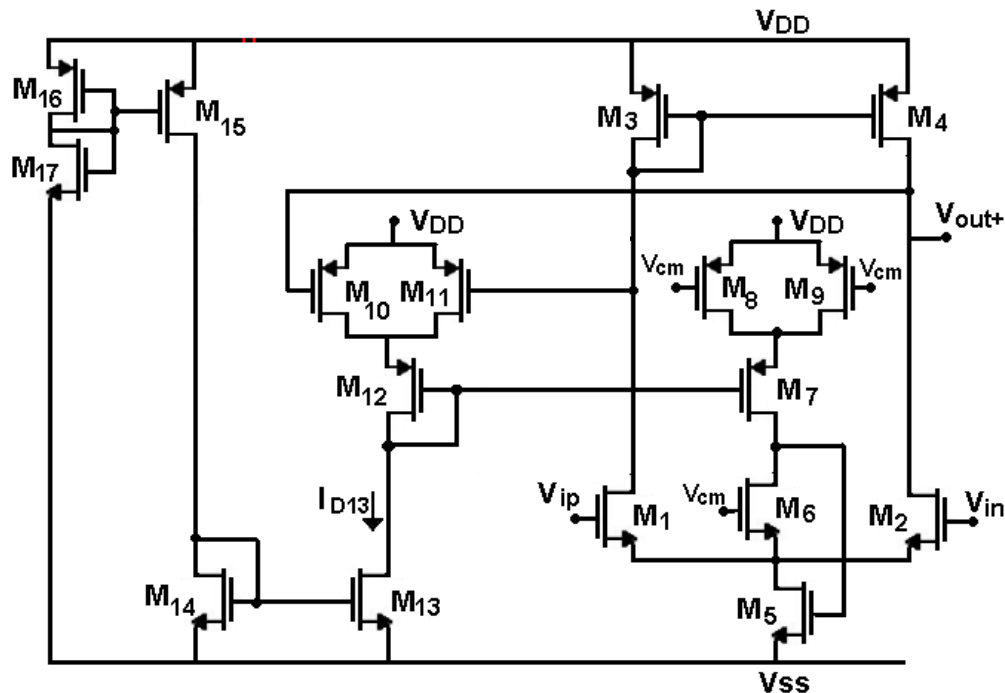 VDD
M16
M15
M3
M4
M17
VDD
VDD
Vout+
Vcm
Vcm
M10
M11
M8
M9
M12
M7
ID13
Vip
Vcm
M6
M1
M2
Vin
M14
M13
M5
VSS